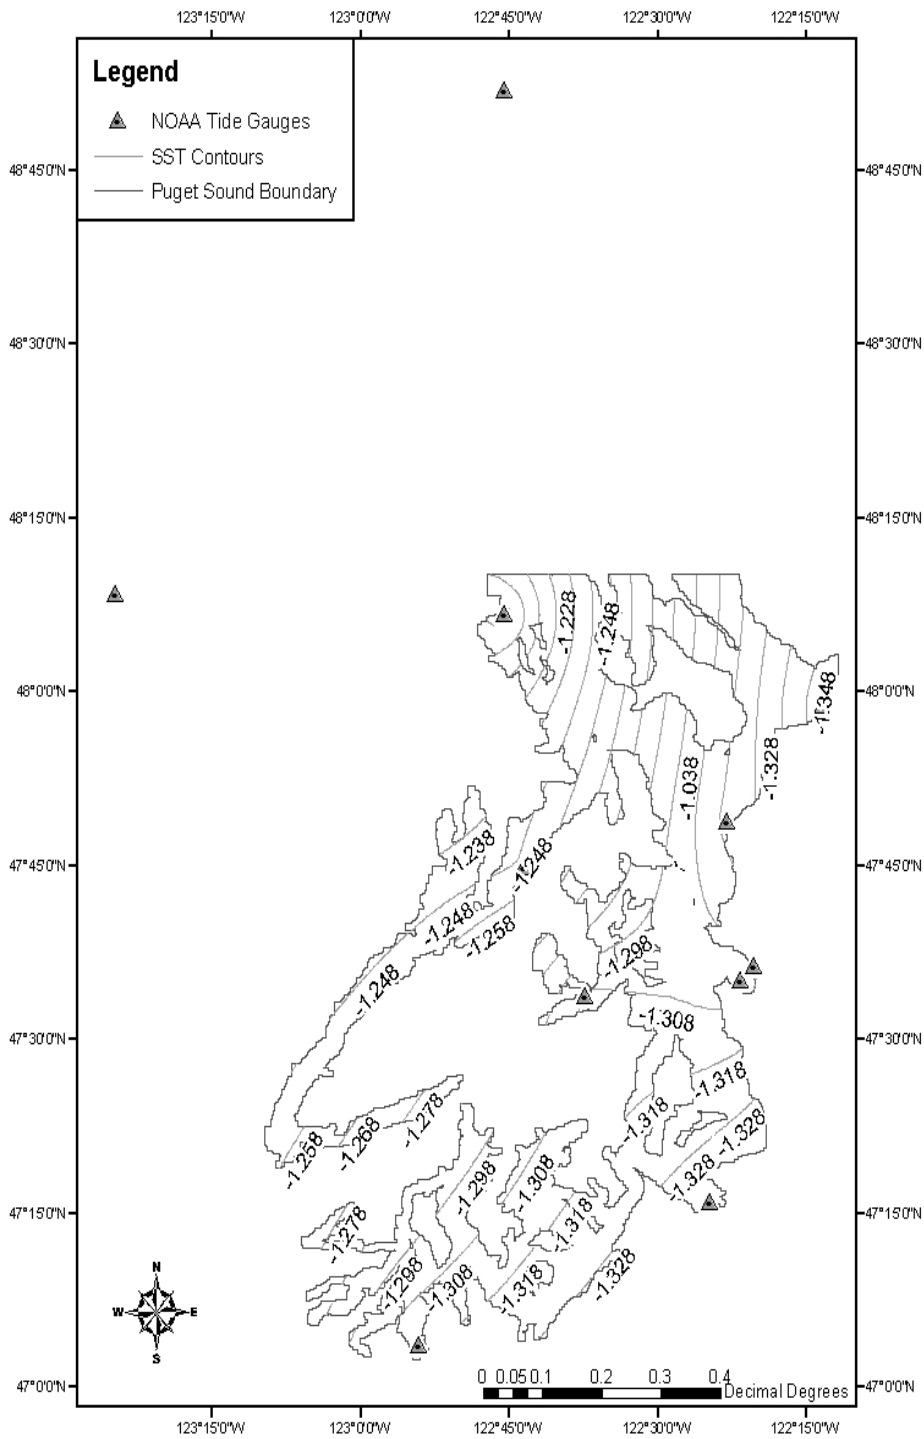 123°15'0"W 123°0'0"W 122°45'0"W 122°30'0"W 122°15'0"W
Legend
NOAA Tide Gauges
SST Contours
Puget Sound Boundary
48°45'0"N 48°45'0"N
48°30'0"N 48°30'0"N
48°15'0"N 48°15'0"N
-1.228
-1.248
48°0'0"N 48°0'0"N
-1.348
-1.328
-1.038
-1.238
-1.248
47°45'0"N 47°45'0"N
-1.248
-1.258
-1.298
-1.248
-1.308
47°30'0"N 47°30'0"N
-1.318
-1.278
-1.318
-1.328
-1.268
-1.258
-1.328
-1.298
-1.308
47°15'0"N 47°15'0"N
-1.318
-1.278
-1.328
-1.298
-1.308
-1.318
N
W E
S
0 0.05 0.1 0.2 0.3 0.4
Decimal Degrees
47°0'0"N 47°0'0"N
123°15'0"W 123°0'0"W 122°45'0"W 122°30'0"W 122°15'0"W